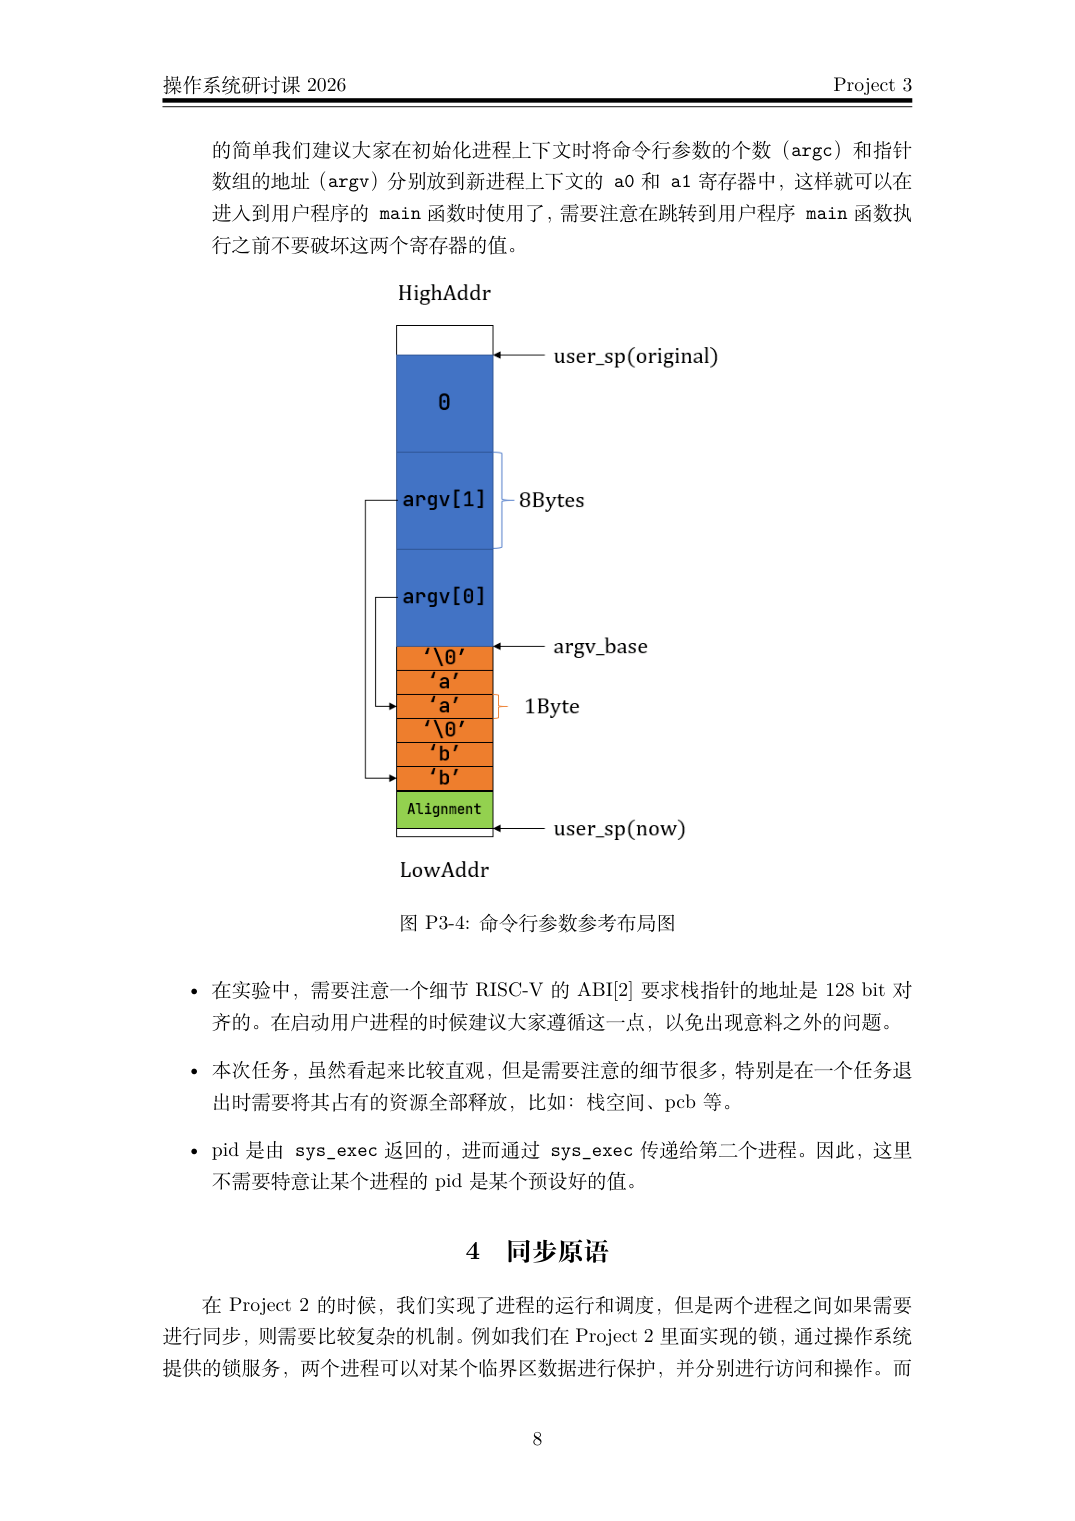 操作系统研讨课 2026 Project 3
的简单我们建议大家在初始化进程上下文时将命令行参数的个数（argc）和指针
数组的地址（argv）分别放到新进程上下文的 a0 和 a1 寄存器中，这样就可以在
进入到用户程序的 main 函数时使用了，需要注意在跳转到用户程序 main 函数执
行之前不要破坏这两个寄存器的值。
HighAddr
user_sp(original)
0
argv[1] 8Bytes
argv[0]
argv_base
‘\0’
‘a’
‘a’ 1Byte
‘\0’
‘b’
‘b’
Alignment
user_sp(now)
LowAddr
图 P3-4: 命令行参数参考布局图
• 在实验中，需要注意一个细节 RISC-V 的 ABI[2] 要求栈指针的地址是 128 bit 对
齐的。在启动用户进程的时候建议大家遵循这一点，以免出现意料之外的问题。
• 本次任务，虽然看起来比较直观，但是需要注意的细节很多，特别是在一个任务退
出时需要将其占有的资源全部释放，比如：栈空间、pcb 等。
• pid 是由 sys_exec 返回的，进而通过 sys_exec 传递给第二个进程。因此，这里
不需要特意让某个进程的 pid 是某个预设好的值。
4 同步原语
在 Project 2 的时候，我们实现了进程的运行和调度，但是两个进程之间如果需要
进行同步，则需要比较复杂的机制。例如我们在 Project 2 里面实现的锁，通过操作系统
提供的锁服务，两个进程可以对某个临界区数据进行保护，并分别进行访问和操作。而
8